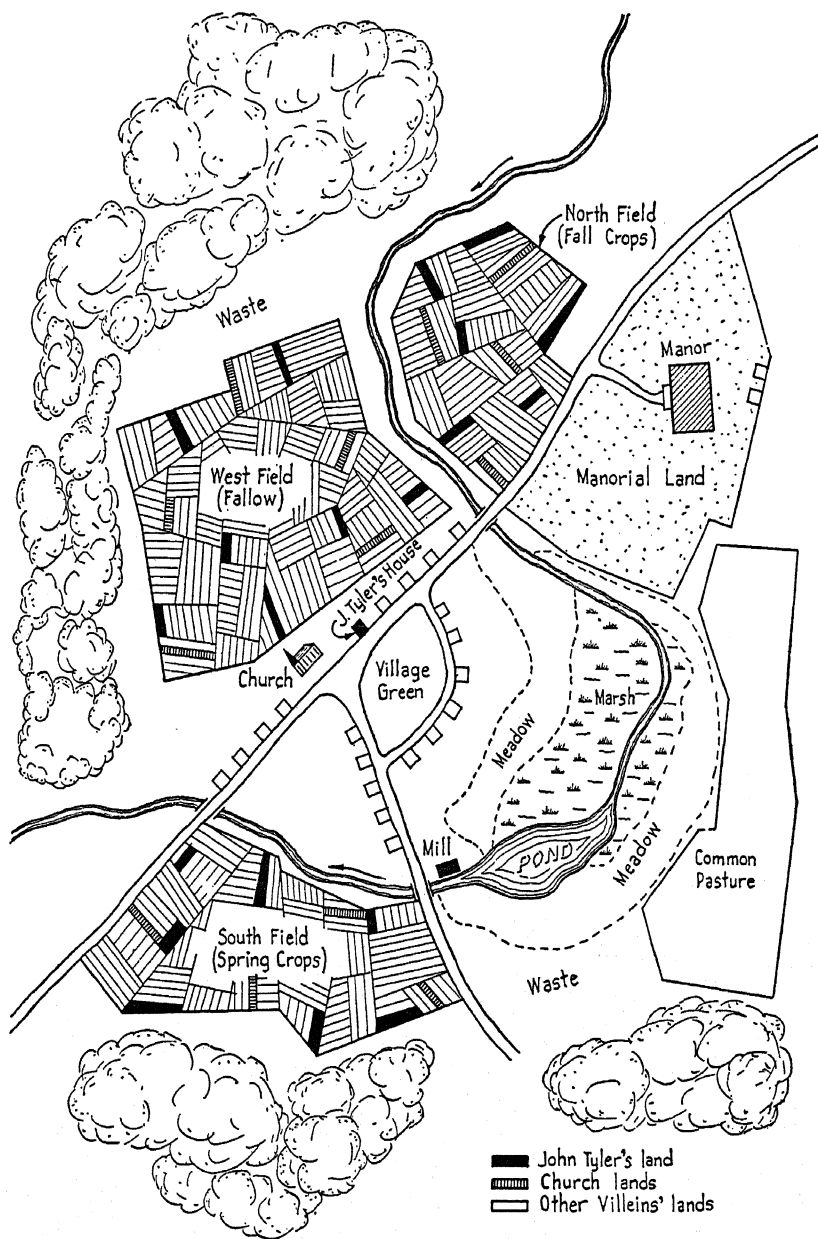 North Field
(Fall Crops)
Waste
Manor
Manorial Land
West Field
(Fallow)
J. Tyler's House
Church
Village
Green
Marsh
Meadow
Mill
POND
Meadow
Common
Pasture
South Field
(Spring Crops)
Waste
John Tyler's land
Church lands
Other Villeins' lands